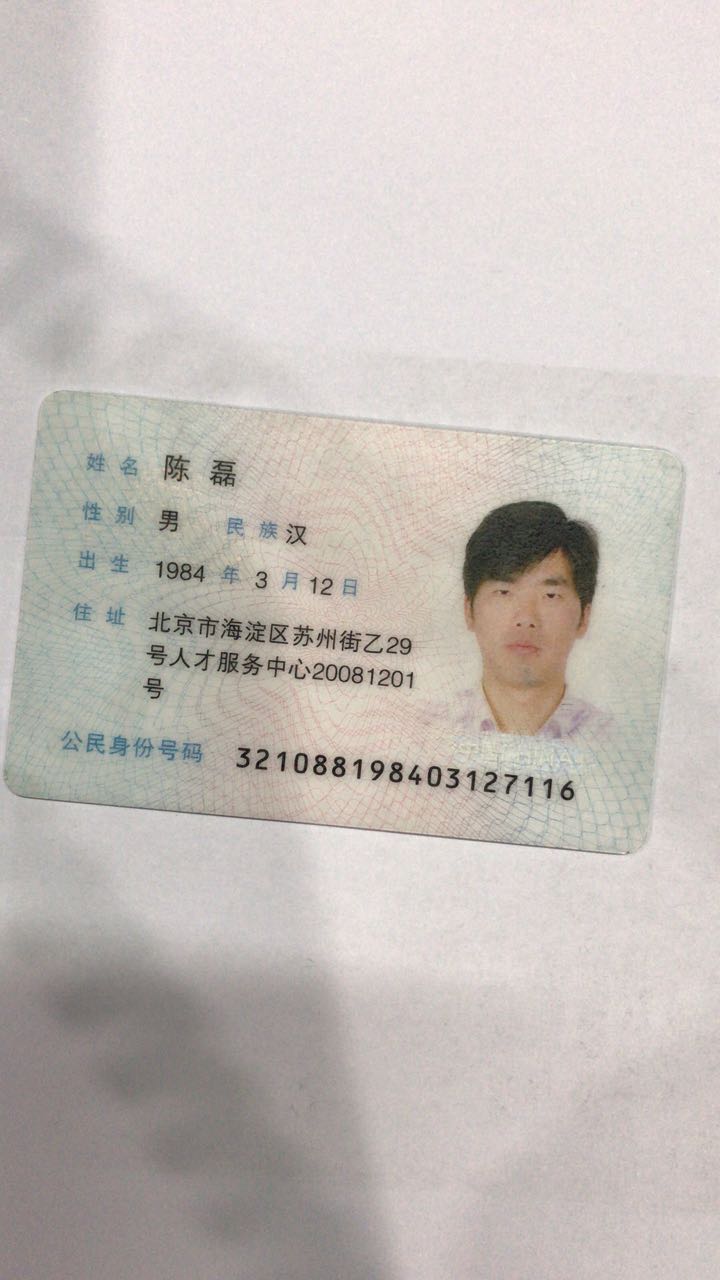 姓名 陈磊
性别 男 民族 汉
出生 1984 年 3 月 12 日
住址 北京市海淀区苏州街乙29
号人才服务中心20081201
号
公民身份号码 321088198403127116